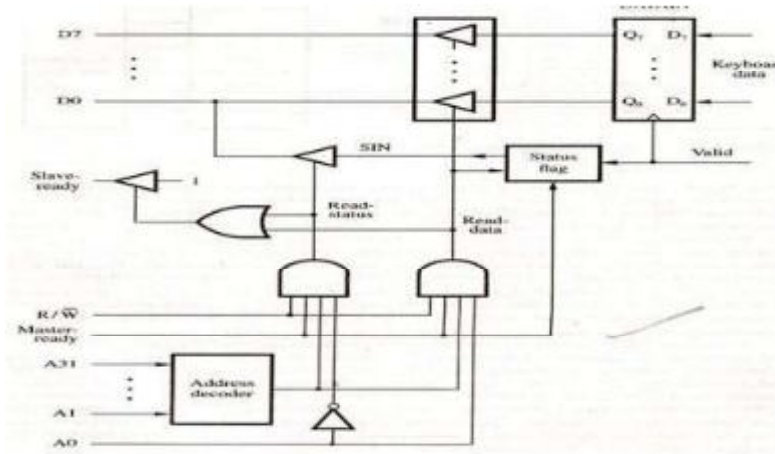 D7
Q7 D7
Keyboar
data
D0
Q0 D0
SIN
Status
flag
Valid
Slave-
ready
1
Read-
status
Read-
data
R/W̅
Master-
ready
A31
Address
decoder
A1
A0